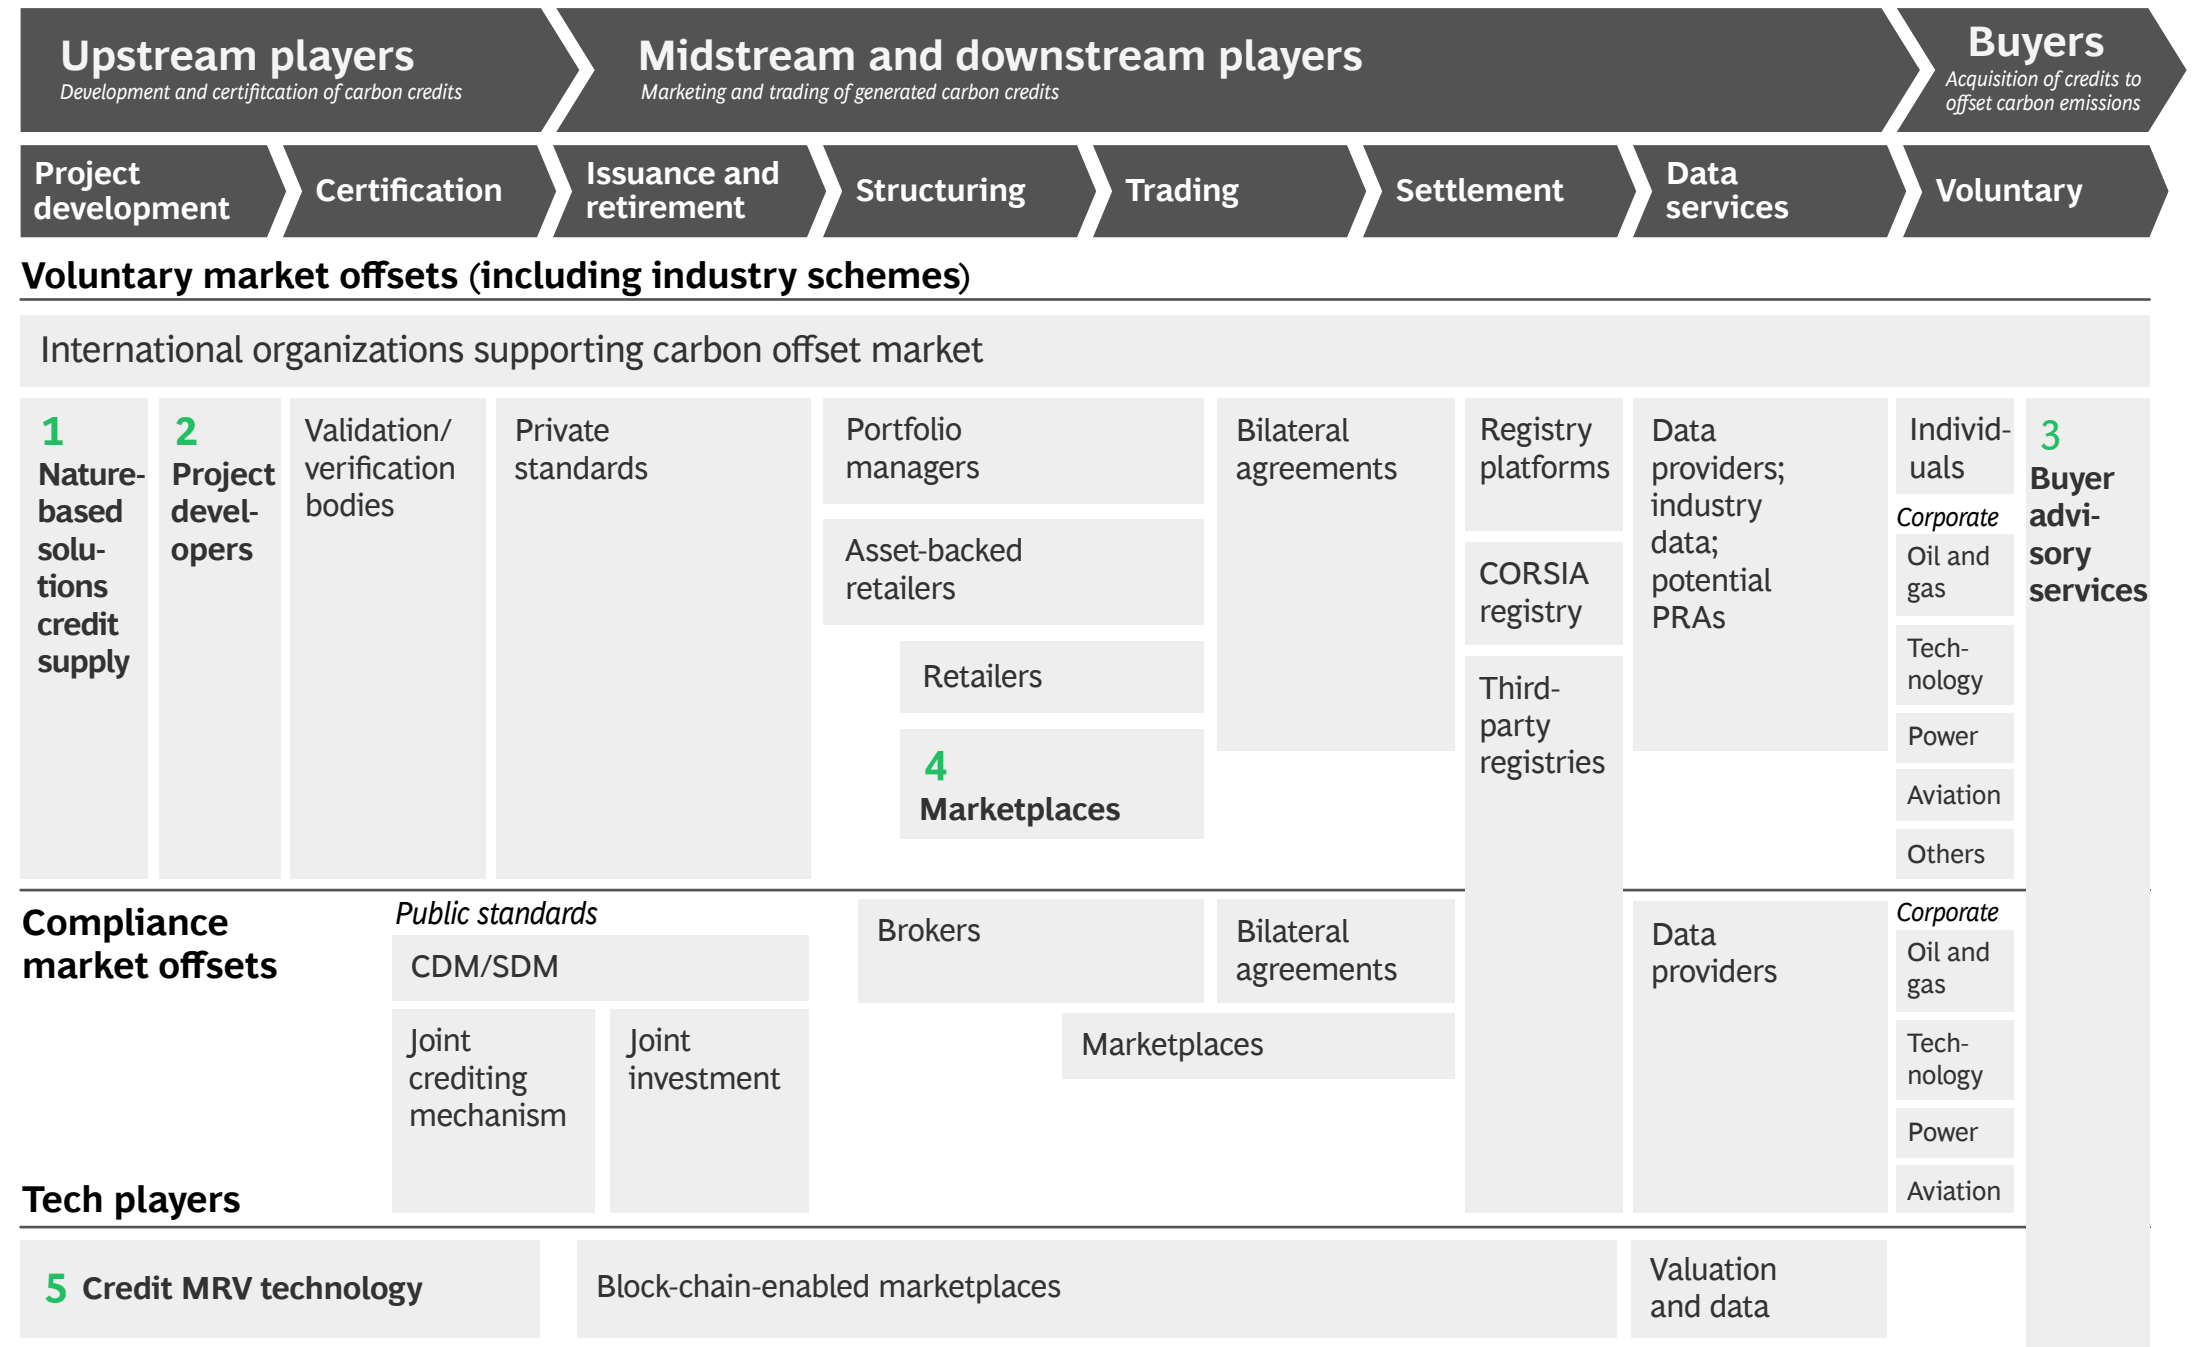 Upstream players
Development and certifitcation of carbon credits
Midstream and downstream players
Marketing and trading of generated carbon credits
Buyers
Acquisition of credits to
offset carbon emissions
Project
development
Certification
Issuance and
retirement
Structuring
Trading
Settlement
Data
services
Voluntary
Voluntary market offsets (including industry schemes)
International organizations supporting carbon offset market
1
Nature-
based
solu-
tions
credit
supply
2
Project
devel-
opers
Validation/
verification
bodies
Private
standards
Portfolio
managers
Asset-backed
retailers
Retailers
4
Marketplaces
Bilateral
agreements
Registry
platforms
CORSIA
registry
Third-
party
registries
Data
providers;
industry
data;
potential
PRAs
Individ-
uals
Corporate
Oil and
gas
Tech-
nology
Power
Aviation
Others
3
Buyer
advi-
sory
services
Compliance
market offsets
Public standards
CDM/SDM
Joint
crediting
mechanism
Joint
investment
Brokers
Bilateral
agreements
Marketplaces
Data
providers
Corporate
Oil and
gas
Tech-
nology
Power
Aviation
Tech players
5 Credit MRV technology
Block-chain-enabled marketplaces
Valuation
and data